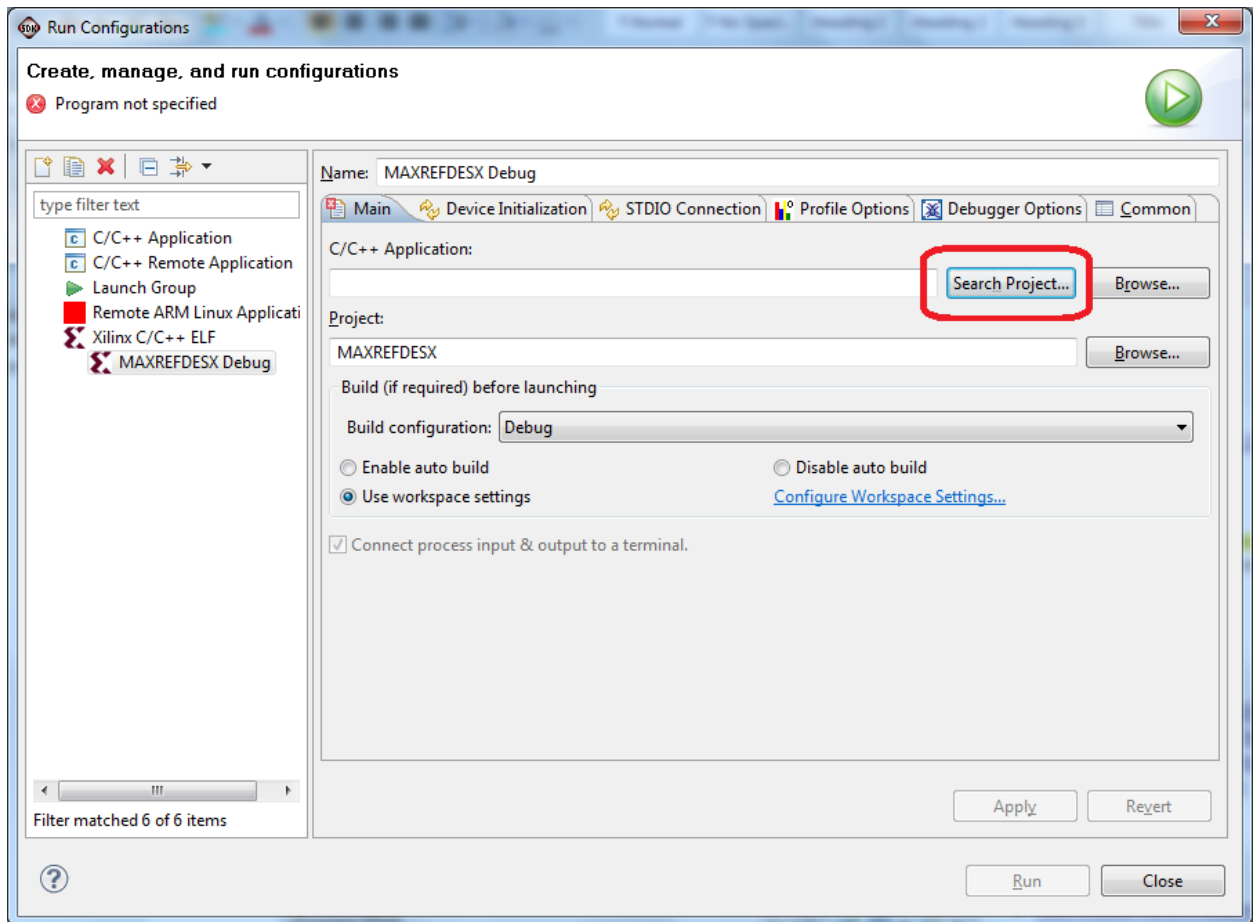 SDK Run Configurations
Create, manage, and run configurations
Program not specified
type filter text
C/C++ Application
C/C++ Remote Application
Launch Group
Remote ARM Linux Applicati
Xilinx C/C++ ELF
MAXREFDESX Debug
Filter matched 6 of 6 items
Name: MAXREFDESX Debug
Main Device Initialization STDIO Connection Profile Options Debugger Options Common
C/C++ Application:
Search Project... Browse...
Project:
MAXREFDESX Browse...
Build (if required) before launching
Build configuration: Debug
Enable auto build Disable auto build
Use workspace settings Configure Workspace Settings...
Connect process input & output to a terminal.
Apply Revert
Run Close